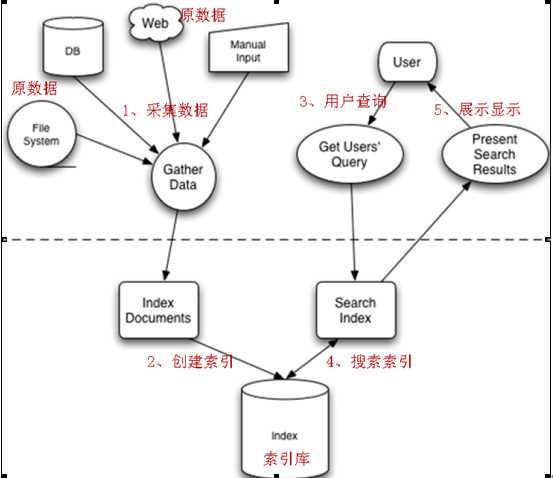 Web
原数据
DB
Manual
Input
原数据
1、采集数据
File
System
Gather
Data
User
3、用户查询
5、展示显示
Get Users'
Query
Present
Search
Results
Index
Documents
Search
Index
2、创建索引
4、搜索索引
Index
索引库